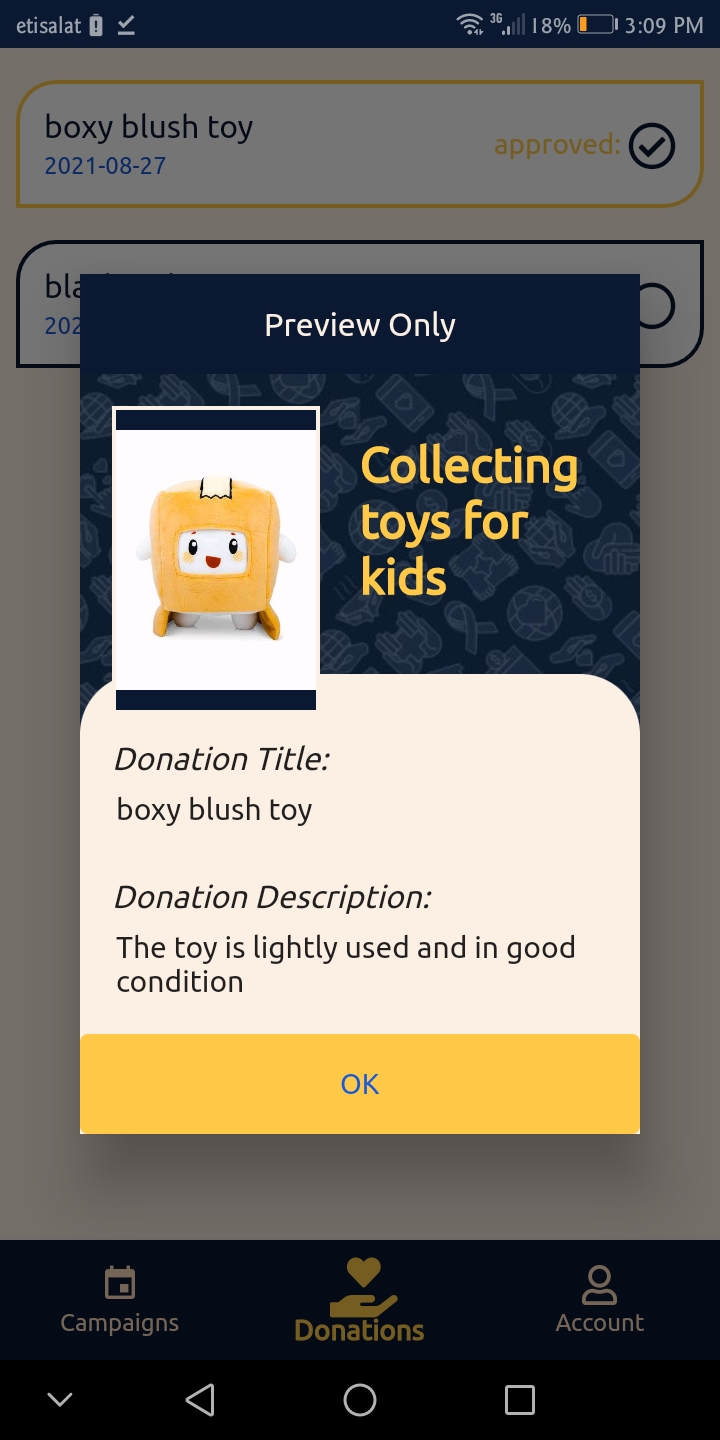 etisalat 3G 18% 3:09 PM
boxy blush toy
2021-08-27
approved:
Preview Only
Collecting
toys for
kids
Donation Title:
boxy blush toy
Donation Description:
The toy is lightly used and in good
condition
OK
Campaigns
Donations
Account